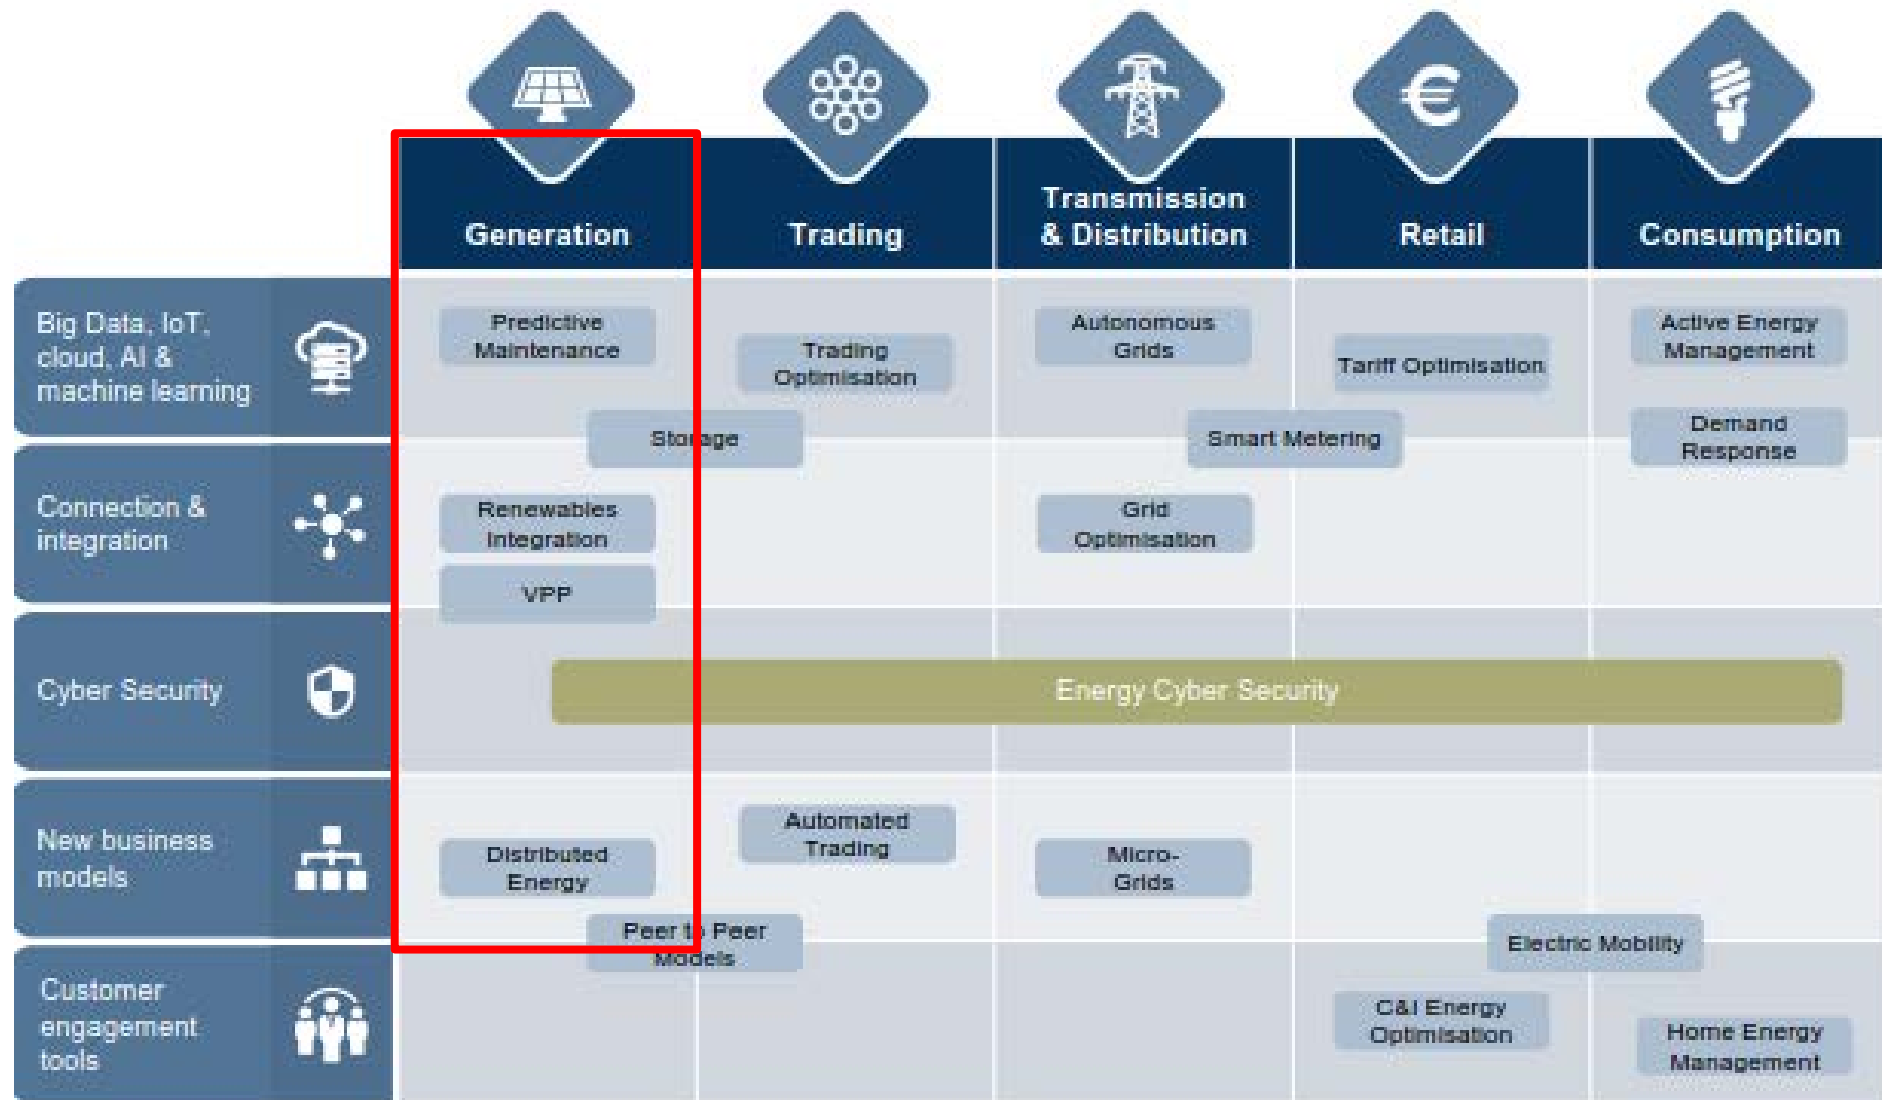 Generation
Trading
Transmission
& Distribution
Retail
Consumption
Big Data, IoT,
cloud, AI &
machine learning
Predictive
Maintenance
Trading
Optimisation
Autonomous
Grids
Tariff Optimisation
Active Energy
Management
Storage
Smart Metering
Demand
Response
Connection &
integration
Renewables
Integration
Grid
Optimisation
VPP
Cyber Security
Energy Cyber Security
New business
models
Distributed
Energy
Automated
Trading
Micro-
Grids
Peer to Peer
Models
Electric Mobility
Customer
engagement
tools
C&I Energy
Optimisation
Home Energy
Management